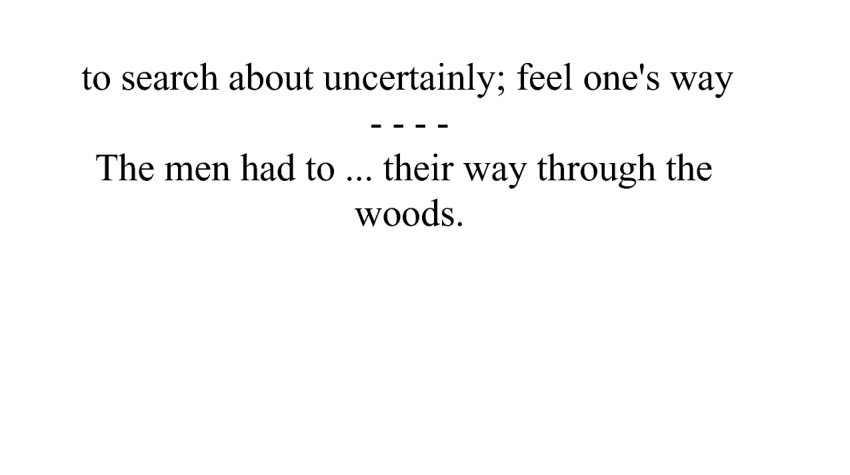 to search about uncertainly; feel one's way
- - - -
The men had to ... their way through the
woods.